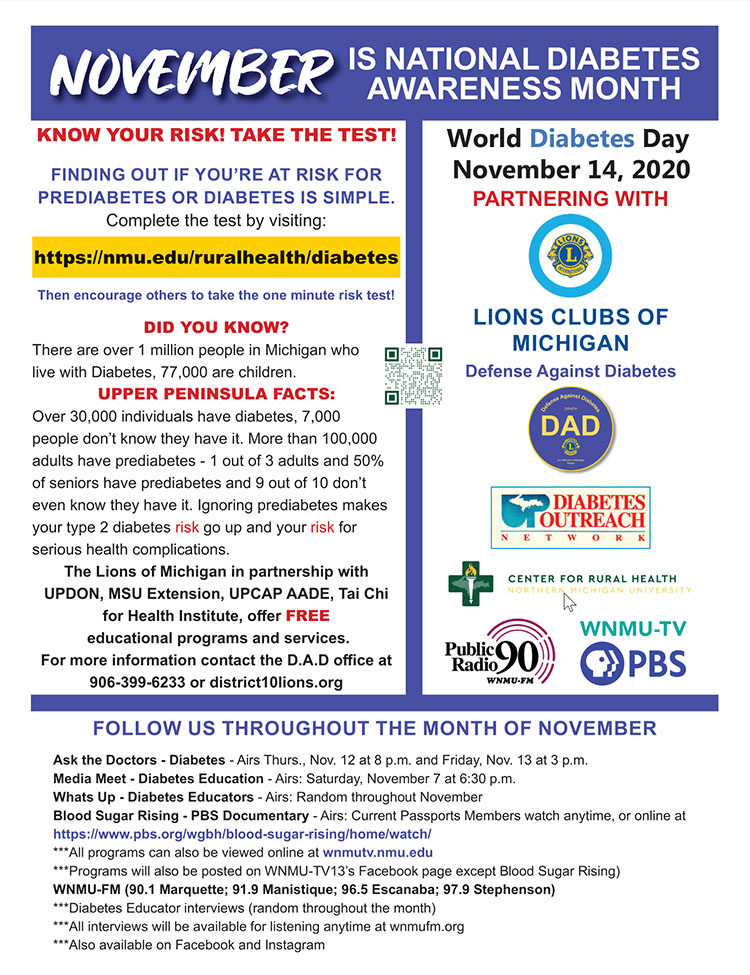 NOVEMBER IS NATIONAL DIABETES
AWARENESS MONTH
KNOW YOUR RISK! TAKE THE TEST!
FINDING OUT IF YOU'RE AT RISK FOR
PREDIABETES OR DIABETES IS SIMPLE.
Complete the test by visiting:
https://nmu.edu/ruralhealth/diabetes
Then encourage others to take the one minute risk test!
DID YOU KNOW?
There are over 1 million people in Michigan who
live with Diabetes, 77,000 are children.
UPPER PENINSULA FACTS:
Over 30,000 individuals have diabetes, 7,000
people don't know they have it. More than 100,000
adults have prediabetes - 1 out of 3 adults and 50%
of seniors have prediabetes and 9 out of 10 don't
even know they have it. Ignoring prediabetes makes
your type 2 diabetes risk go up and your risk for
serious health complications.
The Lions of Michigan in partnership with
UPDON, MSU Extension, UPCAP AADE, Tai Chi
for Health Institute, offer FREE
educational programs and services.
For more information contact the D.A.D office at
906-399-6233 or district10lions.org
World Diabetes Day
November 14, 2020
PARTNERING WITH
LIONS
L
INTERNATIONAL
LIONS CLUBS OF
MICHIGAN
Defense Against Diabetes
Defense Against Diabetes
DAD
DIABETES
OUTREACH
NETWORK
CENTER FOR RURAL HEALTH
NORTHERN MICHIGAN UNIVERSITY
Public
Radio 90
WNMU-FM
WNMU-TV
PBS
FOLLOW US THROUGHOUT THE MONTH OF NOVEMBER
Ask the Doctors - Diabetes - Airs Thurs., Nov. 12 at 8 p.m. and Friday, Nov. 13 at 3 p.m.
Media Meet - Diabetes Education - Airs: Saturday, November 7 at 6:30 p.m.
Whats Up - Diabetes Educators - Airs: Random throughout November
Blood Sugar Rising - PBS Documentary - Airs: Current Passports Members watch anytime, or online at
https://www.pbs.org/wgbh/blood-sugar-rising/home/watch/
***All programs can also be viewed online at wnmutv.nmu.edu
***Programs will also be posted on WNMU-TV13's Facebook page except Blood Sugar Rising)
WNMU-FM (90.1 Marquette; 91.9 Manistique; 96.5 Escanaba; 97.9 Stephenson)
***Diabetes Educator interviews (random throughout the month)
***All interviews will be available for listening anytime at wnmufm.org
***Also available on Facebook and Instagram